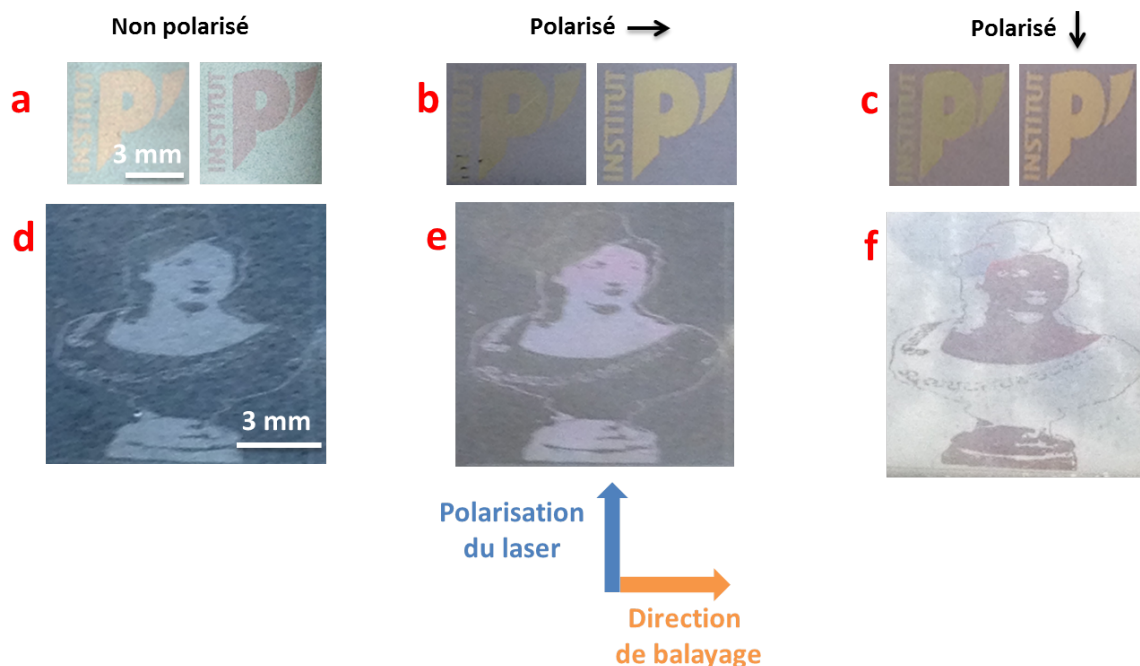 Non polarisé
Polarisé
Polarisé
a
INSTITUT P'
3 mm
INSTITUT P'
b
INSTITUT P'
INSTITUT P'
c
INSTITUT P'
INSTITUT P'
d
3 mm
e
f
Polarisation
du laser
Direction
de balayage